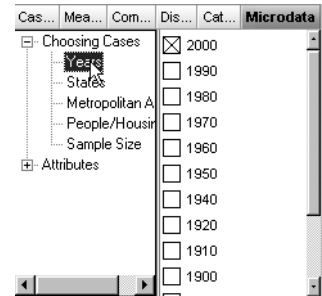 Cas... Mea... Com... Dis... Cat... Microdata
Choosing Cases
Years
States
Metropolitan A
People/Housin
Sample Size
Attributes
2000
1990
1980
1970
1960
1950
1940
1920
1910
1900